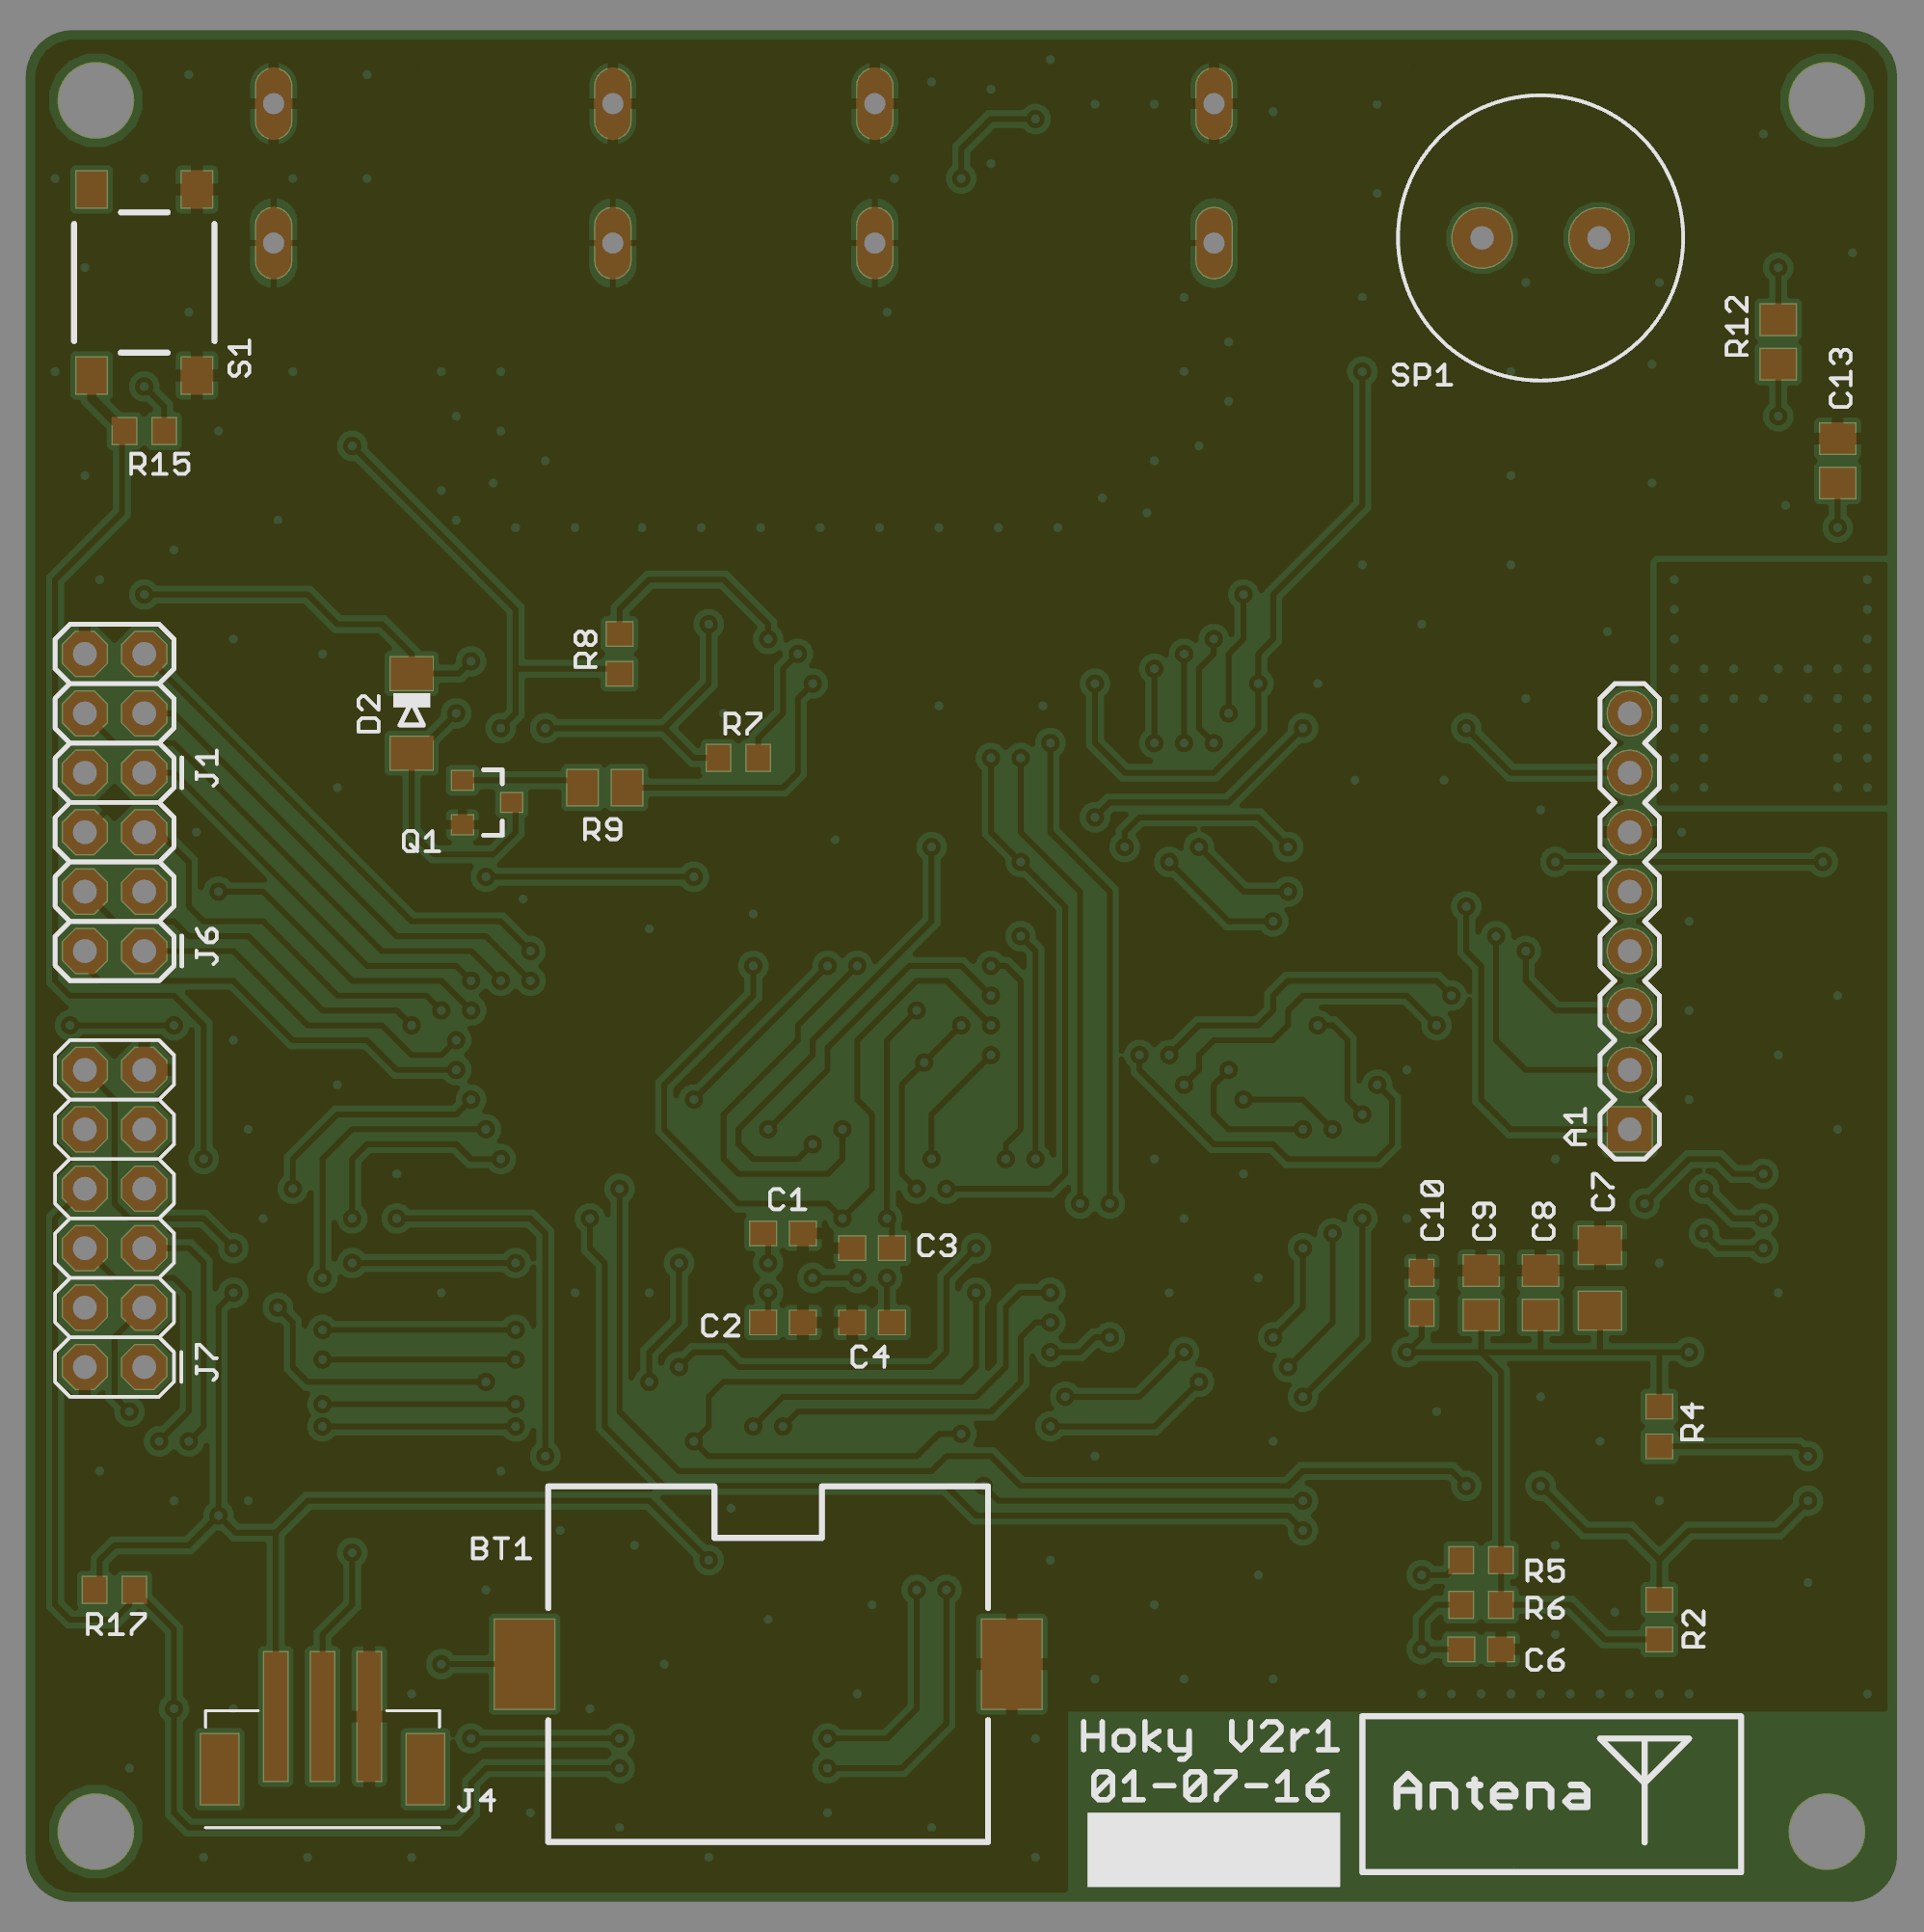 S1
R12
C13
SP1
R15
R8
D2
R7
J1
Q1
R9
J6
A1
C1
C10
C9
C8
C7
C3
C2
C4
J7
R4
BT1
R5
R17
R6
R2
C6
Hoky V2r1
01-07-16
Antena
J4